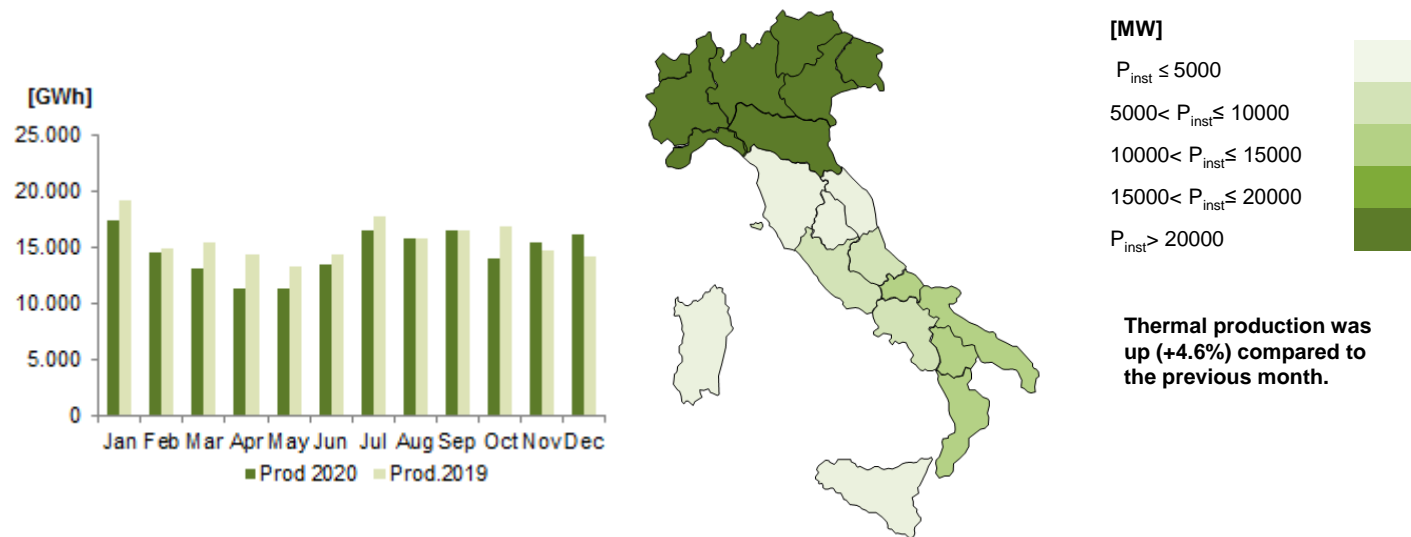 [GWh]
25.000
20.000
15.000
10.000
5.000
0
Jan Feb Mar Apr May Jun Jul Aug Sep Oct Nov Dec
Prod 2020 Prod.2019
[MW]
Pinst ≤ 5000
5000< Pinst≤ 10000
10000< Pinst≤ 15000
15000< Pinst≤ 20000
Pinst> 20000
Thermal production was
up (+4.6%) compared to
the previous month.